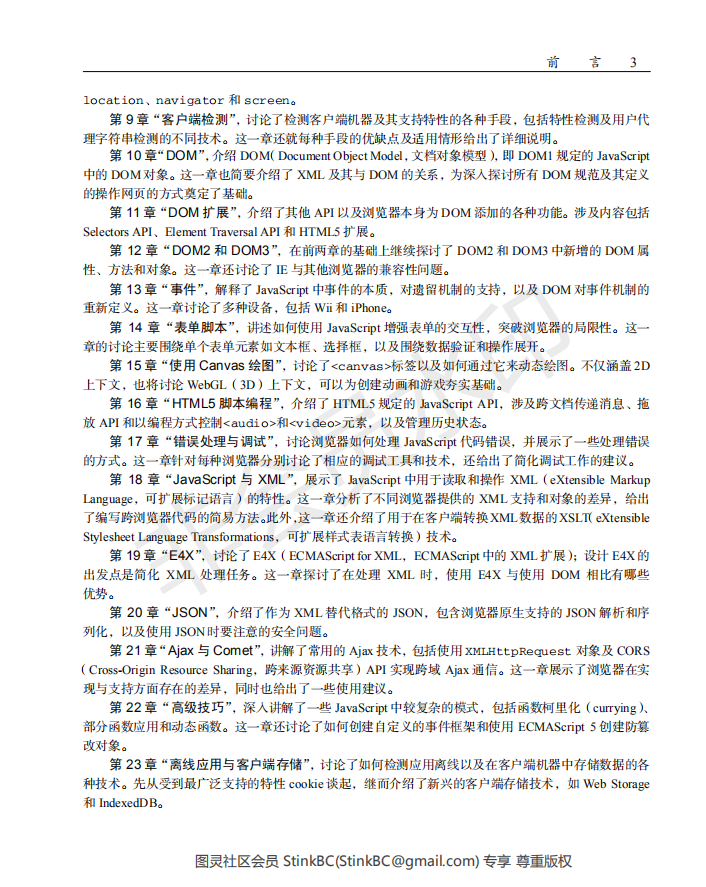 前 言 3
location、navigator 和 screen。
第 9 章“客户端检测”，讨论了检测客户端机器及其支持特性的各种手段，包括特性检测及用户代
理字符串检测的不同技术。这一章还就每种手段的优缺点及适用情形给出了详细说明。
第 10 章“DOM”，介绍 DOM（Document Object Model，文档对象模型），即 DOM1 规定的 JavaScript
中的 DOM 对象。这一章也简要介绍了 XML 及其与 DOM 的关系，为深入探讨所有 DOM 规范及其定义
的操作网页的方式奠定了基础。
第 11 章“DOM 扩展”，介绍了其他 API 以及浏览器本身为 DOM 添加的各种功能。涉及内容包括
Selectors API、Element Traversal API 和 HTML5 扩展。
第 12 章“DOM2 和 DOM3”，在前两章的基础上继续探讨了 DOM2 和 DOM3 中新增的 DOM 属
性、方法和对象。这一章还讨论了 IE 与其他浏览器的兼容性问题。
第 13 章“事件”，解释了 JavaScript 中事件的本质，对遗留机制的支持，以及 DOM 对事件机制的
重新定义。这一章讨论了多种设备，包括 Wii 和 iPhone。
第 14 章“表单脚本”，讲述如何使用 JavaScript 增强表单的交互性，突破浏览器的局限性。这一
章的讨论主要围绕单个表单元素如文本框、选择框，以及围绕数据验证和操作展开。
第 15 章“使用 Canvas 绘图”，讨论了<canvas>标签以及如何通过它来动态绘图。不仅涵盖 2D
上下文，也将讨论 WebGL（3D）上下文，可以为创建动画和游戏夯实基础。
第 16 章“HTML5 脚本编程”，介绍了 HTML5 规定的 JavaScript API，涉及跨文档传递消息、拖
放 API 和以编程方式控制<audio>和<video>元素，以及管理历史状态。
第 17 章“错误处理与调试”，讨论浏览器如何处理 JavaScript 代码错误，并展示了一些处理错误
的方式。这一章针对每种浏览器分别讨论了相应的调试工具和技术，还给出了简化调试工作的建议。
第 18 章“JavaScript 与 XML”，展示了 JavaScript 中用于读取和操作 XML（eXtensible Markup
Language，可扩展标记语言）的特性。这一章分析了不同浏览器提供的 XML 支持和对象的差异，给出
了编写跨浏览器代码的简易方法。此外，这一章还介绍了用于在客户端转换 XML 数据的 XSLT（eXtensible
Stylesheet Language Transformations，可扩展样式表语言转换）技术。
第 19 章“E4X”，讨论了 E4X（ECMAScript for XML，ECMAScript 中的 XML 扩展）；设计 E4X 的
出发点是简化 XML 处理任务。这一章探讨了在处理 XML 时，使用 E4X 与使用 DOM 相比有哪些
优势。
第 20 章“JSON”，介绍了作为 XML 替代格式的 JSON，包含浏览器原生支持的 JSON 解析和序
列化，以及使用 JSON 时要注意的安全问题。
第 21 章“Ajax 与 Comet”，讲解了常用的 Ajax 技术，包括使用 XMLHttpRequest 对象及 CORS
（Cross-Origin Resource Sharing，跨来源资源共享）API 实现跨域 Ajax 通信。这一章展示了浏览器在实
现与支持方面存在的差异，同时也给出了一些使用建议。
第 22 章“高级技巧”，深入讲解了一些 JavaScript 中较复杂的模式，包括函数柯里化（currying）、
部分函数应用和动态函数。这一章还讨论了如何创建自定义的事件框架和使用 ECMAScript 5 创建防篡
改对象。
第 23 章“离线应用与客户端存储”，讨论了如何检测应用离线以及在客户端机器中存储数据的各
种技术。先从受到最广泛支持的特性 cookie 谈起，继而介绍了新兴的客户端存储技术，如 Web Storage
和 IndexedDB。
非会员水印
图灵社区会员 StinkBC(StinkBC@gmail.com) 专享 尊重版权